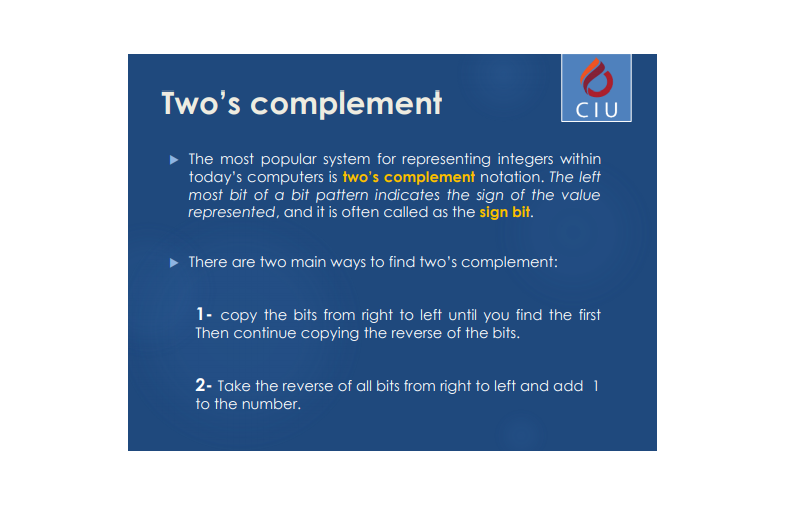 CIU
Two's complement
The most popular system for representing integers within
today's computers is two's complement notation. The left
most bit of a bit pattern indicates the sign of the value
represented, and it is often called as the sign bit.
There are two main ways to find two's complement:
1- copy the bits from right to left until you find the first
Then continue copying the reverse of the bits.
2- Take the reverse of all bits from right to left and add 1
to the number.